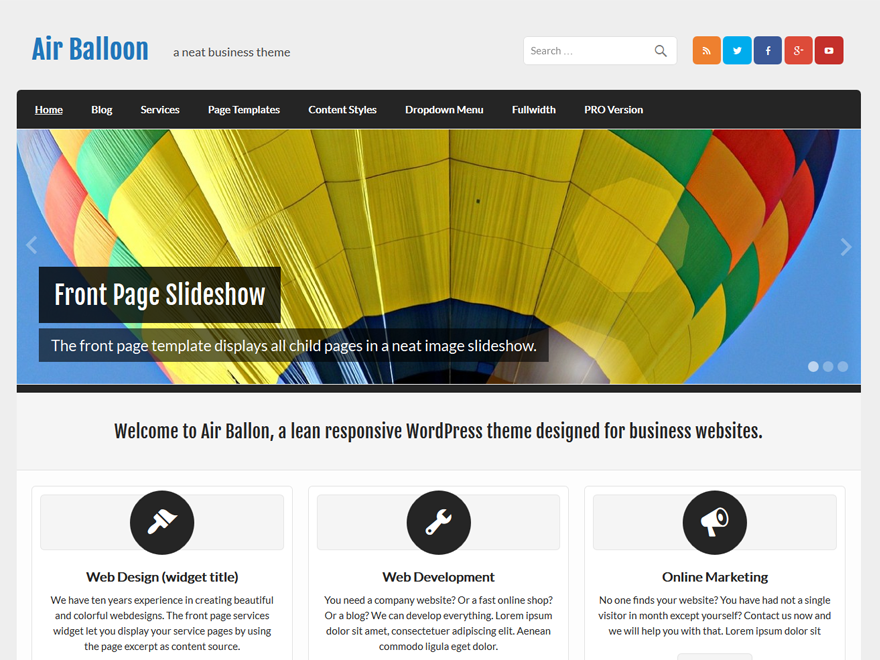 Air Balloon a neat business theme Search …
Home Blog Services Page Templates Content Styles Dropdown Menu Fullwidth PRO Version
Front Page Slideshow
The front page template displays all child pages in a neat image slideshow.
Welcome to Air Ballon, a lean responsive WordPress theme designed for business websites.
Web Design (widget title)
We have ten years experience in creating beautiful
and colorful webdesigns. The front page services
widget let you display your service pages by using
the page excerpt as content source.
Web Development
You need a company website? Or a fast online shop?
Or a blog? We can develop everything. Lorem ipsum
dolor sit amet, consectetuer adipiscing elit. Aenean
commodo ligula eget dolor.
Online Marketing
No one finds your website? You have had not a single
visitor in month except yourself? Contact us now and
we will help you with that. Lorem ipsum dolor sit